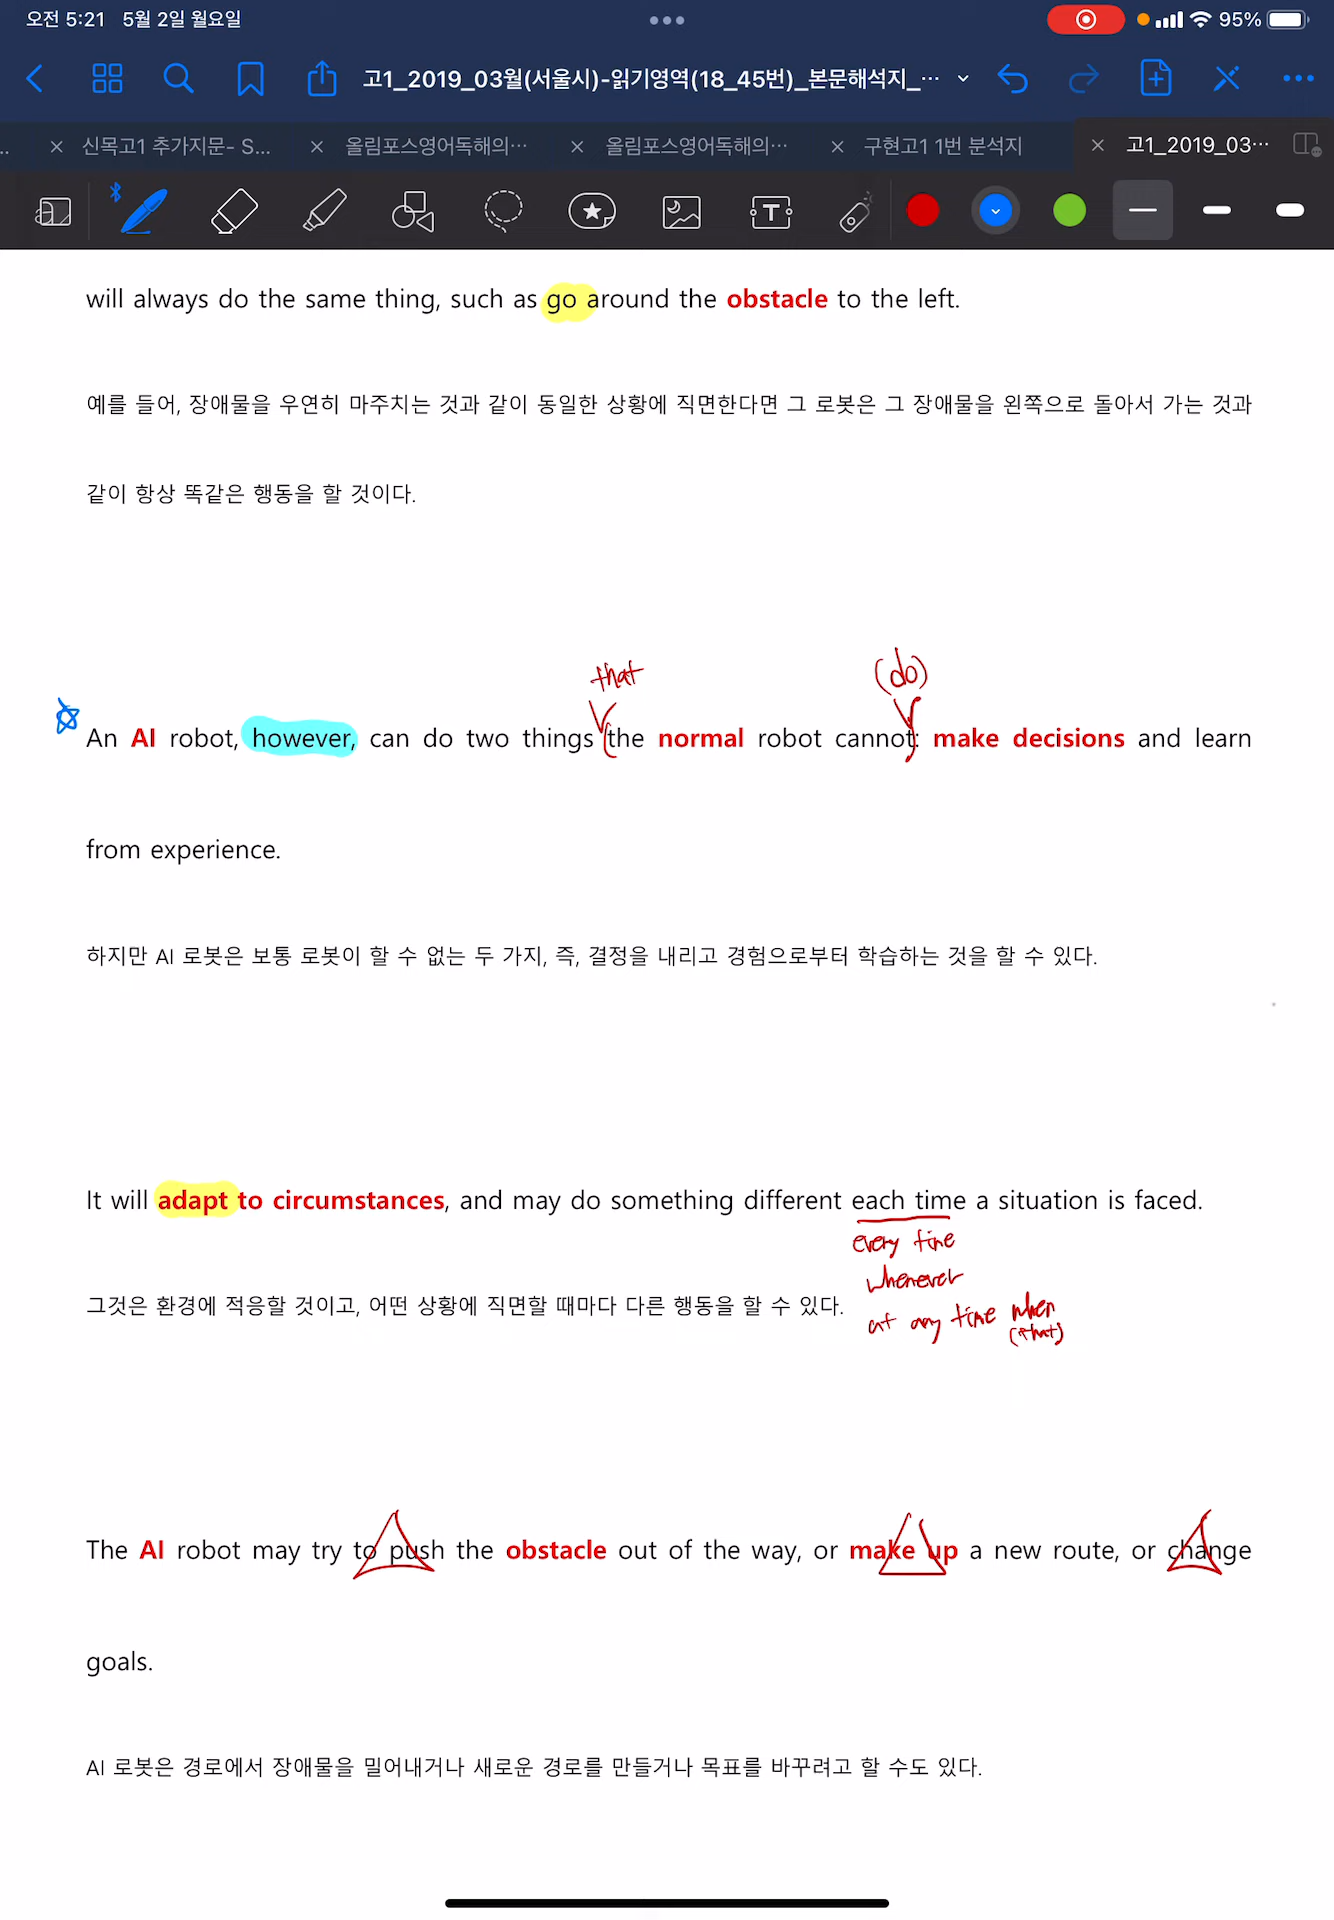 오전 5:21 5월 2일 월요일
95%
고1_2019_03월(서울시)-읽기영역(18_45번)_본문해석지_…
신목고1 추가지문- S...
올림포스영어독해의…
올림포스영어독해의…
구현고1 1번 분석지
고1_2019_03…
will always do the same thing, such as go around the obstacle to the left.
예를 들어, 장애물을 우연히 마주치는 것과 같이 동일한 상황에 직면한다면 그 로봇은 그 장애물을 왼쪽으로 돌아서 가는 것과
같이 항상 똑같은 행동을 할 것이다.
that (do)
An AI robot, however, can do two things the normal robot cannot: make decisions and learn
from experience.
하지만 AI 로봇은 보통 로봇이 할 수 없는 두 가지, 즉, 결정을 내리고 경험으로부터 학습하는 것을 할 수 있다.
It will adapt to circumstances, and may do something different each time a situation is faced.
every time
whenever
그것은 환경에 적응할 것이고, 어떤 상황에 직면할 때마다 다른 행동을 할 수 있다.
at any time when
(that)
The AI robot may try to push the obstacle out of the way, or make up a new route, or change
goals.
AI 로봇은 경로에서 장애물을 밀어내거나 새로운 경로를 만들거나 목표를 바꾸려고 할 수도 있다.